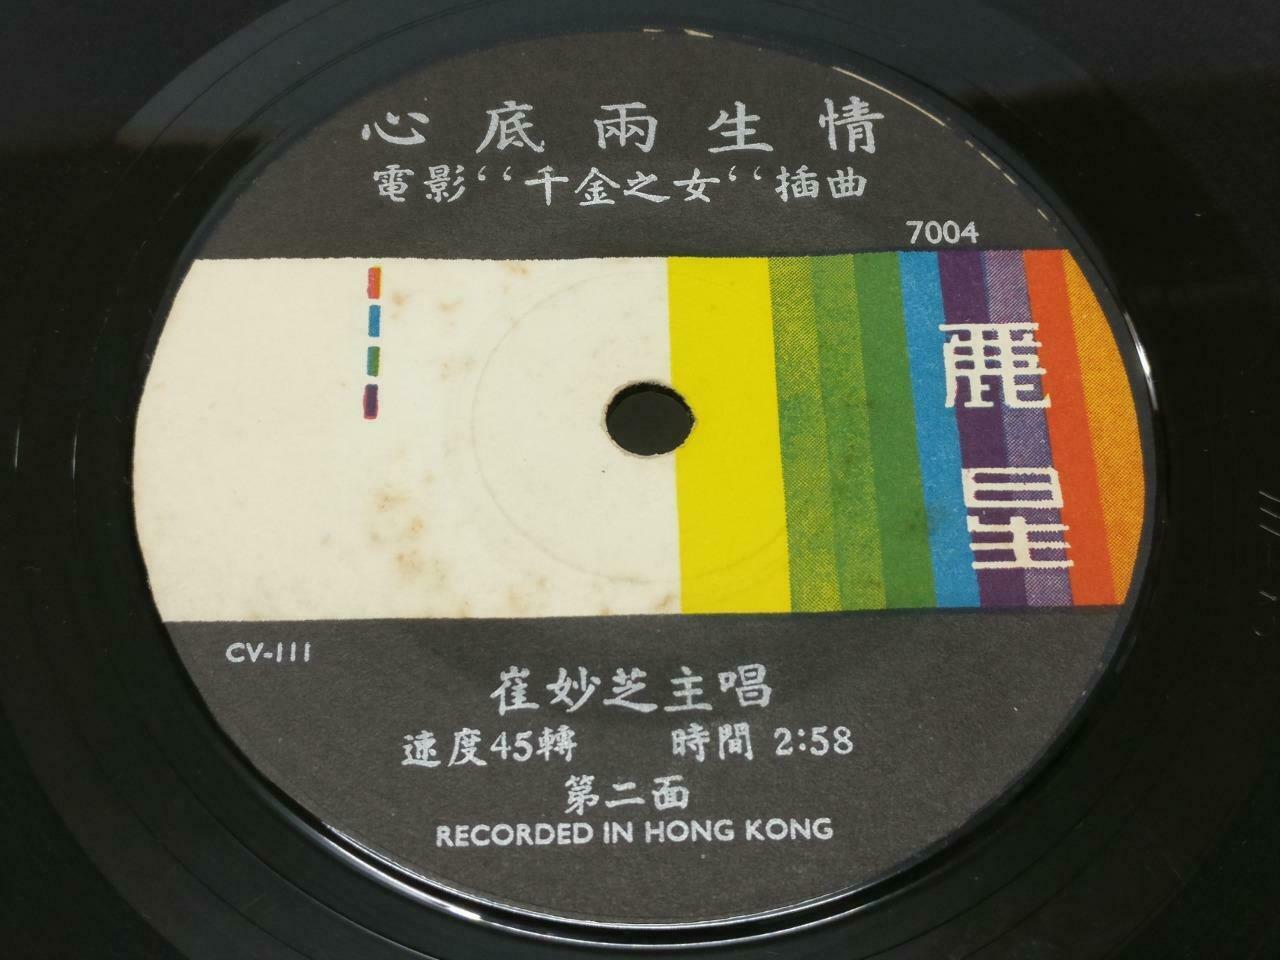 心底兩生情
電影“千金之女“插曲
7004
麗星
CV-111
崔妙芝主唱
速度45轉 時間 2:58
第二面
RECORDED IN HONG KONG